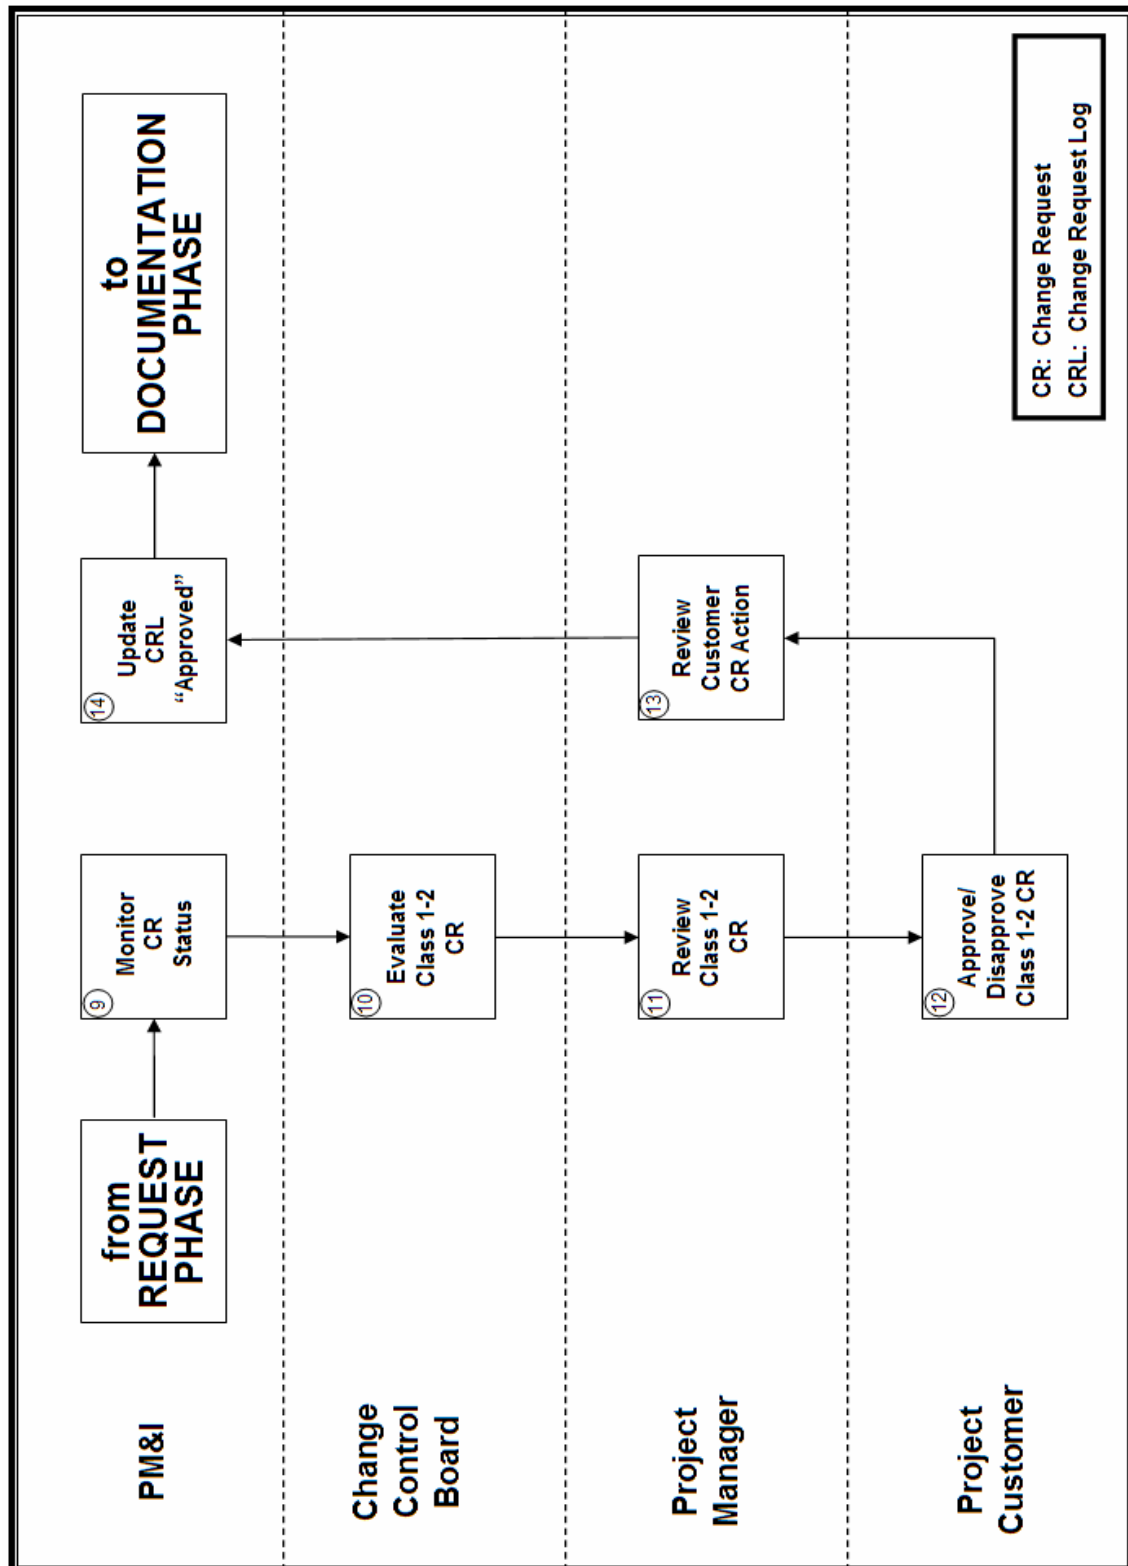 PM&I
from
REQUEST
PHASE
9
Monitor
CR
Status
14
Update
CRL
“Approved”
to
DOCUMENTATION
PHASE
Change
Control
Board
10
Evaluate
Class 1-2
CR
Project
Manager
11
Review
Class 1-2
CR
13
Review
Customer
CR Action
Project
Customer
12
Approve/
Disapprove
Class 1-2 CR
CR: Change Request
CRL: Change Request Log